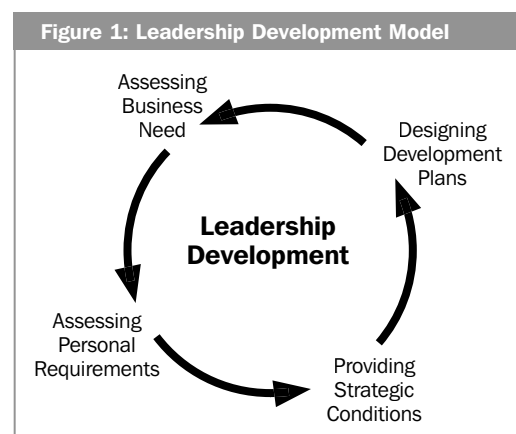 Figure 1: Leadership Development Model
Assessing
Business
Need
Designing
Development
Plans
Leadership
Development
Assessing
Personal
Requirements
Providing
Strategic
Conditions